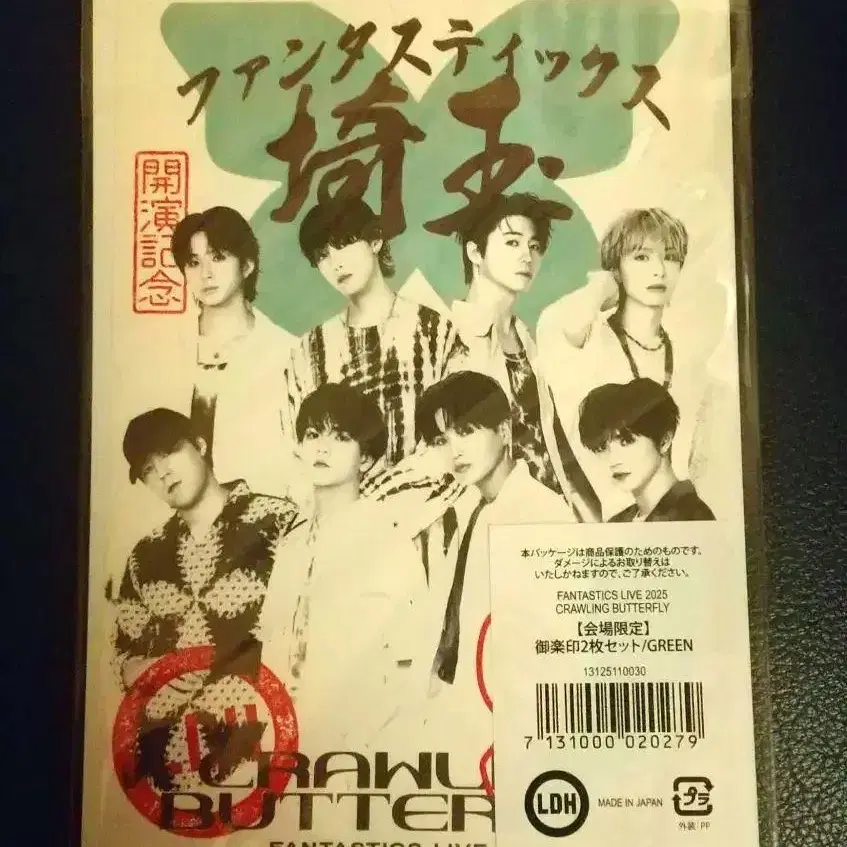 ファンタスティックス
埼玉
開演記念
本パッケージは商品保護のためのものです。
ダメージによるお取り替えは
いたしかねますので、ご了承ください。
FANTASTICS LIVE 2025
CRAWLING BUTTERFLY
【会場限定】
御楽印2枚セット/GREEN
13125110030
7 131000 020279
LDH
MADE IN JAPAN
プラ
外装:PP
CRAWL
BUTTER
FANTASTICS LIVE